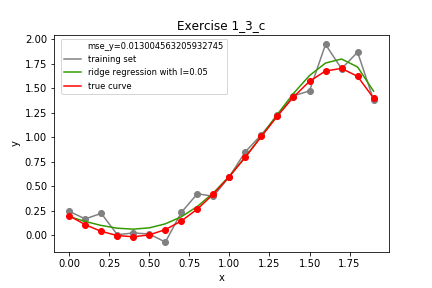 Exercise 1_3_c
mse_y=0.013004563205932745
training set
ridge regression with l=0.05
true curve
y
2.00
1.75
1.50
1.25
1.00
0.75
0.50
0.25
0.00
0.00 0.25 0.50 0.75 1.00 1.25 1.50 1.75
x